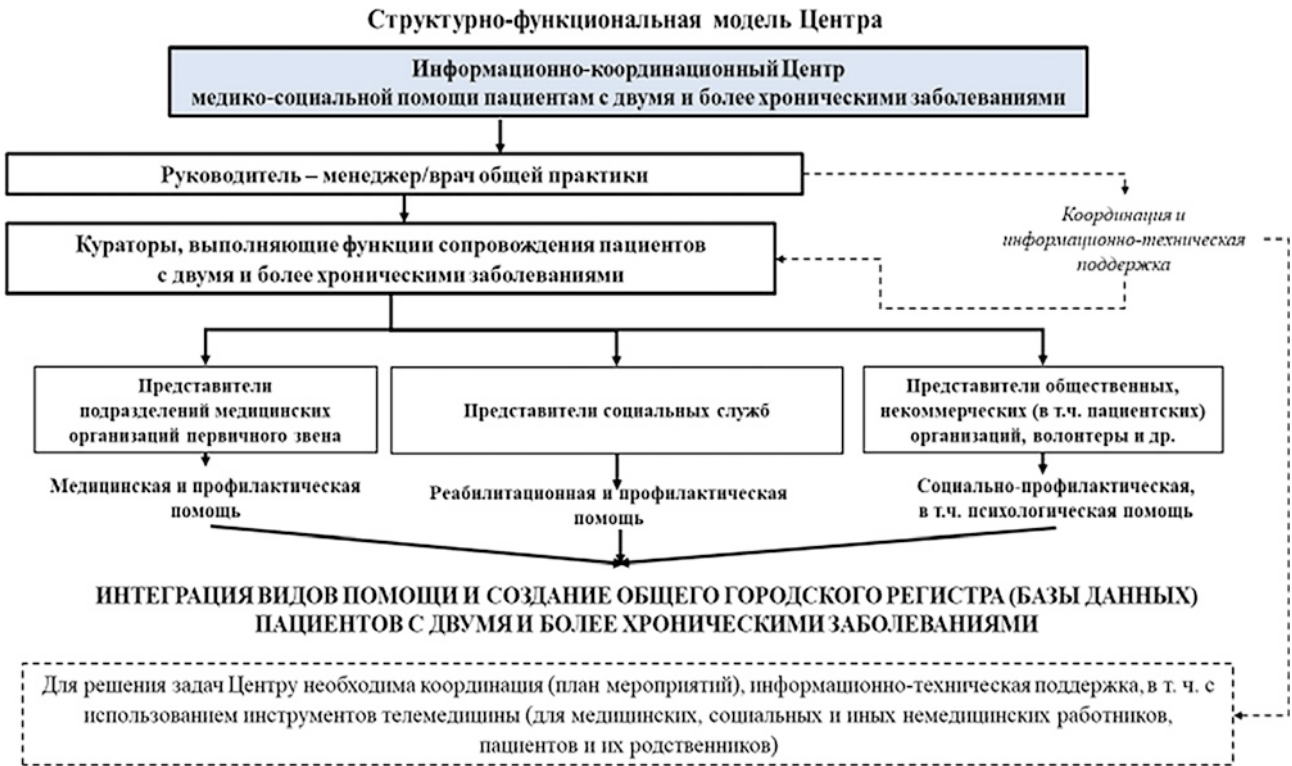 Структурно-функциональная модель Центра
Информационно-координационный Центр
медико-социальной помощи пациентам с двумя и более хроническими заболеваниями
Руководитель – менеджер/врач общей практики
Координация и
информационно-техническая
поддержка
Кураторы, выполняющие функции сопровождения пациентов
с двумя и более хроническими заболеваниями
Представители
подразделений медицинских
организаций первичного звена
Представители социальных служб
Представители общественных,
некоммерческих (в т.ч. пациентских)
организаций, волонтеры и др.
Медицинская и профилактическая
помощь
Реабилитационная и профилактическая
помощь
Социально-профилактическая,
в т.ч. психологическая помощь
ИНТЕГРАЦИЯ ВИДОВ ПОМОЩИ И СОЗДАНИЕ ОБЩЕГО ГОРОДСКОГО РЕГИСТРА (БАЗЫ ДАННЫХ)
ПАЦИЕНТОВ С ДВУМЯ И БОЛЕЕ ХРОНИЧЕСКИМИ ЗАБОЛЕВАНИЯМИ
Для решения задач Центру необходима координация (план мероприятий), информационно-техническая поддержка, в т. ч. с
использованием инструментов телемедицины (для медицинских, социальных и иных немедицинских работников,
пациентов и их родственников)